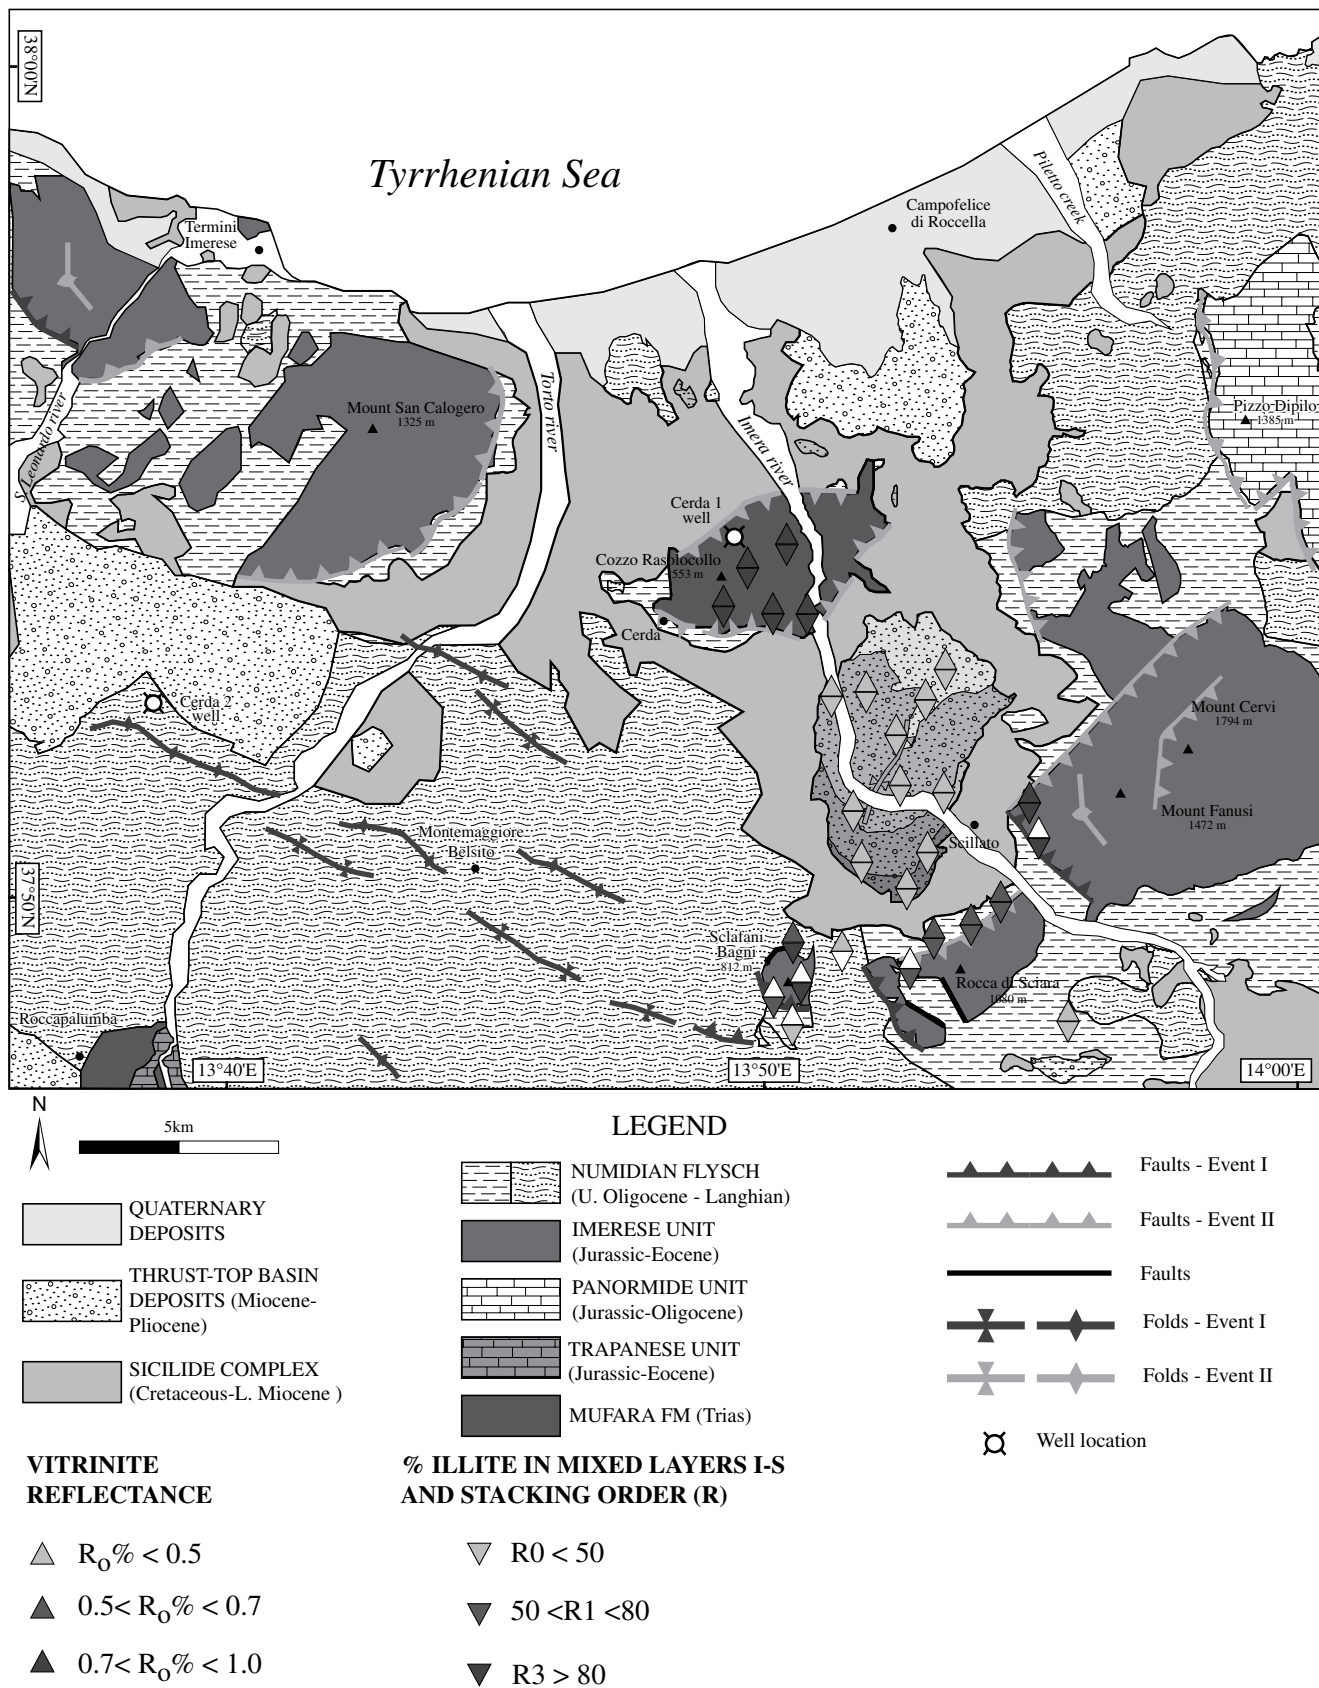 38°00'N
Tyrrhenian Sea
Piletto creek
Campofelice
di Roccella
Termini
Imerese
S. Leonardo river
Torto river
Imera river
Mount San Calogero
1325 m
Pizzo Dipilo
1385m
Cerda 1
well
Cozzo Rasolocollo
553 m
Cerda
Cerda 2
well
Mount Cervi
1794 m
Mount Fanusi
1472 m
Scillato
Montemaggiore
Belsito
37°50'N
Sclafani
Bagni
812 m
Rocca di Sciara
1080 m
Roccapalumba
13°40'E
13°50'E
14°00'E
N
5km
LEGEND
QUATERNARY
DEPOSITS
THRUST-TOP BASIN
DEPOSITS (Miocene-
Pliocene)
SICILIDE COMPLEX
(Cretaceous-L. Miocene )
NUMIDIAN FLYSCH
(U. Oligocene - Langhian)
IMERESE UNIT
(Jurassic-Eocene)
PANORMIDE UNIT
(Jurassic-Oligocene)
TRAPANESE UNIT
(Jurassic-Eocene)
MUFARA FM (Trias)
Faults - Event I
Faults - Event II
Faults
Folds - Event I
Folds - Event II
Well location
VITRINITE
REFLECTANCE
Ro% < 0.5
0.5< Ro% < 0.7
0.7< Ro% < 1.0
% ILLITE IN MIXED LAYERS I-S
AND STACKING ORDER (R)
R0 < 50
50 <R1 <80
R3 > 80